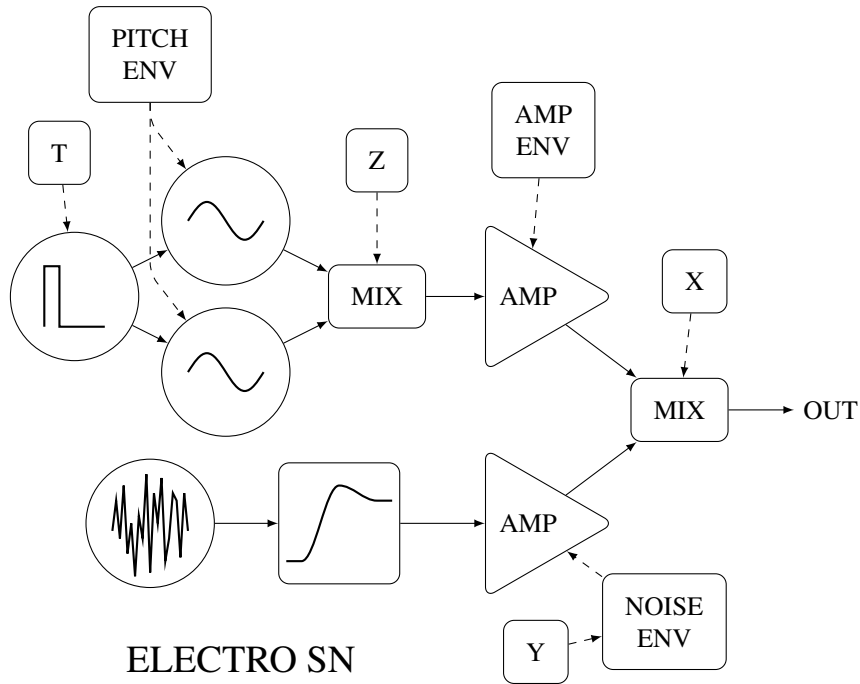 PITCH
ENV
T
Z
AMP
ENV
MIX
AMP
X
MIX
OUT
AMP
NOISE
ENV
Y
ELECTRO SN